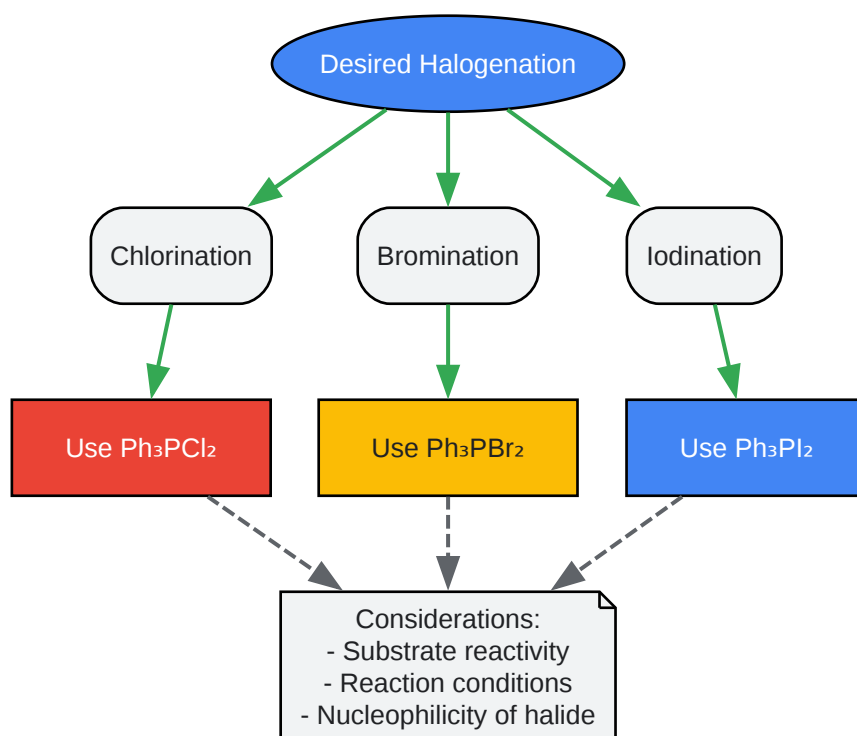 Desired Halogenation
Chlorination
Bromination
Iodination
Use Ph₃PCl₂
Use Ph₃PBr₂
Use Ph₃PI₂
Considerations:
- Substrate reactivity
- Reaction conditions
- Nucleophilicity of halide